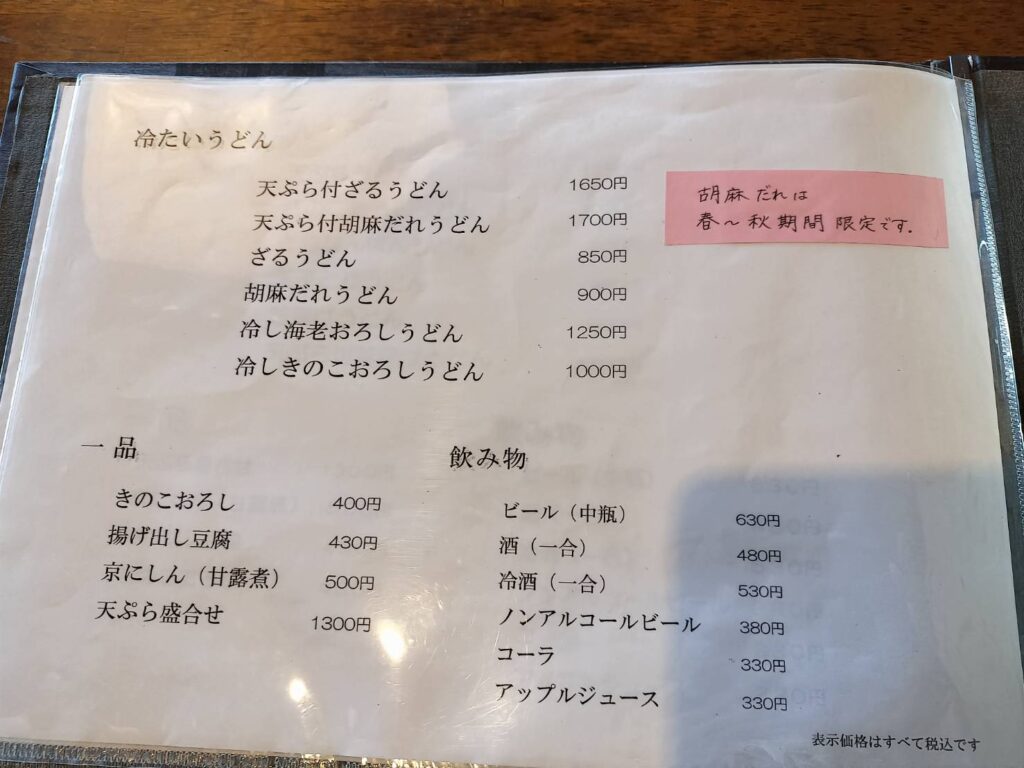 冷たいうどん
天ぷら付ざるうどん 1650円
天ぷら付胡麻だれうどん 1700円
ざるうどん 850円
胡麻だれうどん 900円
冷し海老おろしうどん 1250円
冷しきのこおろしうどん 1000円
胡麻だれは
春〜秋期間限定です.
一品
きのこおろし 400円
揚げ出し豆腐 430円
京にしん（甘露煮） 500円
天ぷら盛合せ 1300円
飲み物
ビール（中瓶） 630円
酒（一合） 480円
冷酒（一合） 530円
ノンアルコールビール 380円
コーラ 330円
アップルジュース 330円
表示価格はすべて税込です